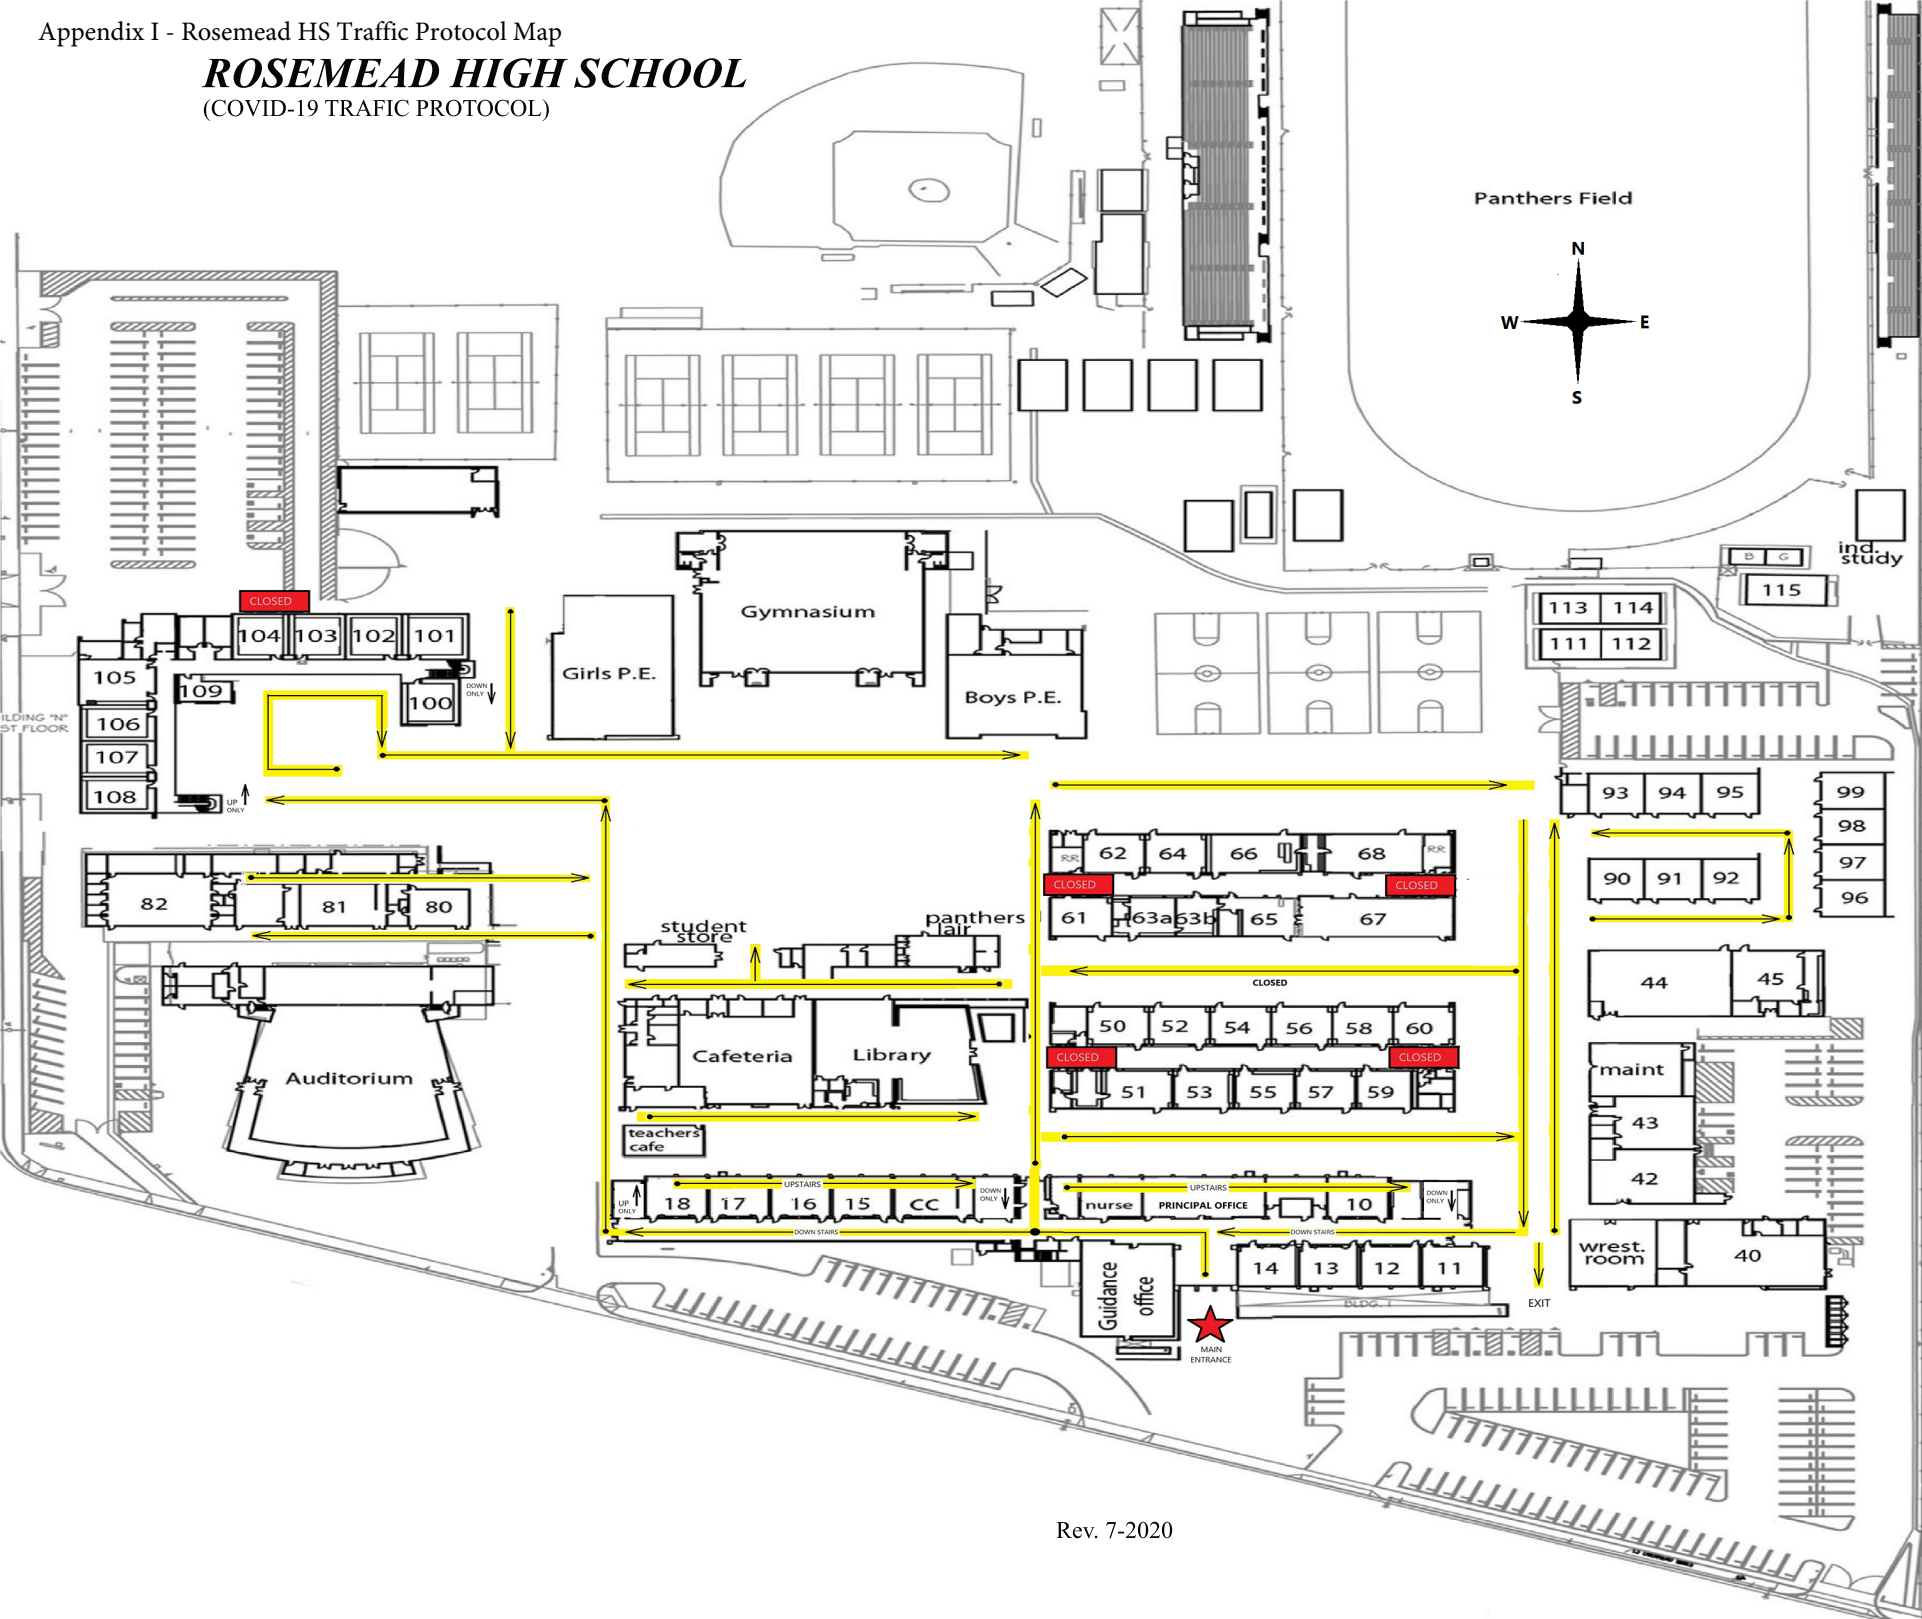 Appendix I - Rosemead HS Traffic Protocol Map
ROSEMEAD HIGH SCHOOL
(COVID-19 TRAFIC PROTOCOL)
Panthers Field
N
W E
S
ind.
study
B G
115
113 114
111 112
CLOSED
104 103 102 101
105
109
100
DOWN
ONLY
106
107
108
ILDING "N"
ST FLOOR
UP
ONLY
Gymnasium
Girls P.E.
Boys P.E.
93 94 95
99
98
97
96
90 91 92
RR 62 64 66 68 RR
CLOSED CLOSED
61 63a 63b 65 67
82 81 80
student
store
panthers
lair
CLOSED
44 45
50 52 54 56 58 60
CLOSED CLOSED
51 53 55 57 59
Cafeteria Library
Auditorium
maint
43
42
teachers
cafe
UPSTAIRS
UP
ONLY
18 17 16 15 CC
DOWN
ONLY
UPSTAIRS
nurse PRINCIPAL OFFICE 10
DOWN
ONLY
DOWN STAIRS DOWN STAIRS
wrest.
room
40
Guidance
office
14 13 12 11
BLDG. 1
EXIT
MAIN
ENTRANCE
Rev. 7-2020